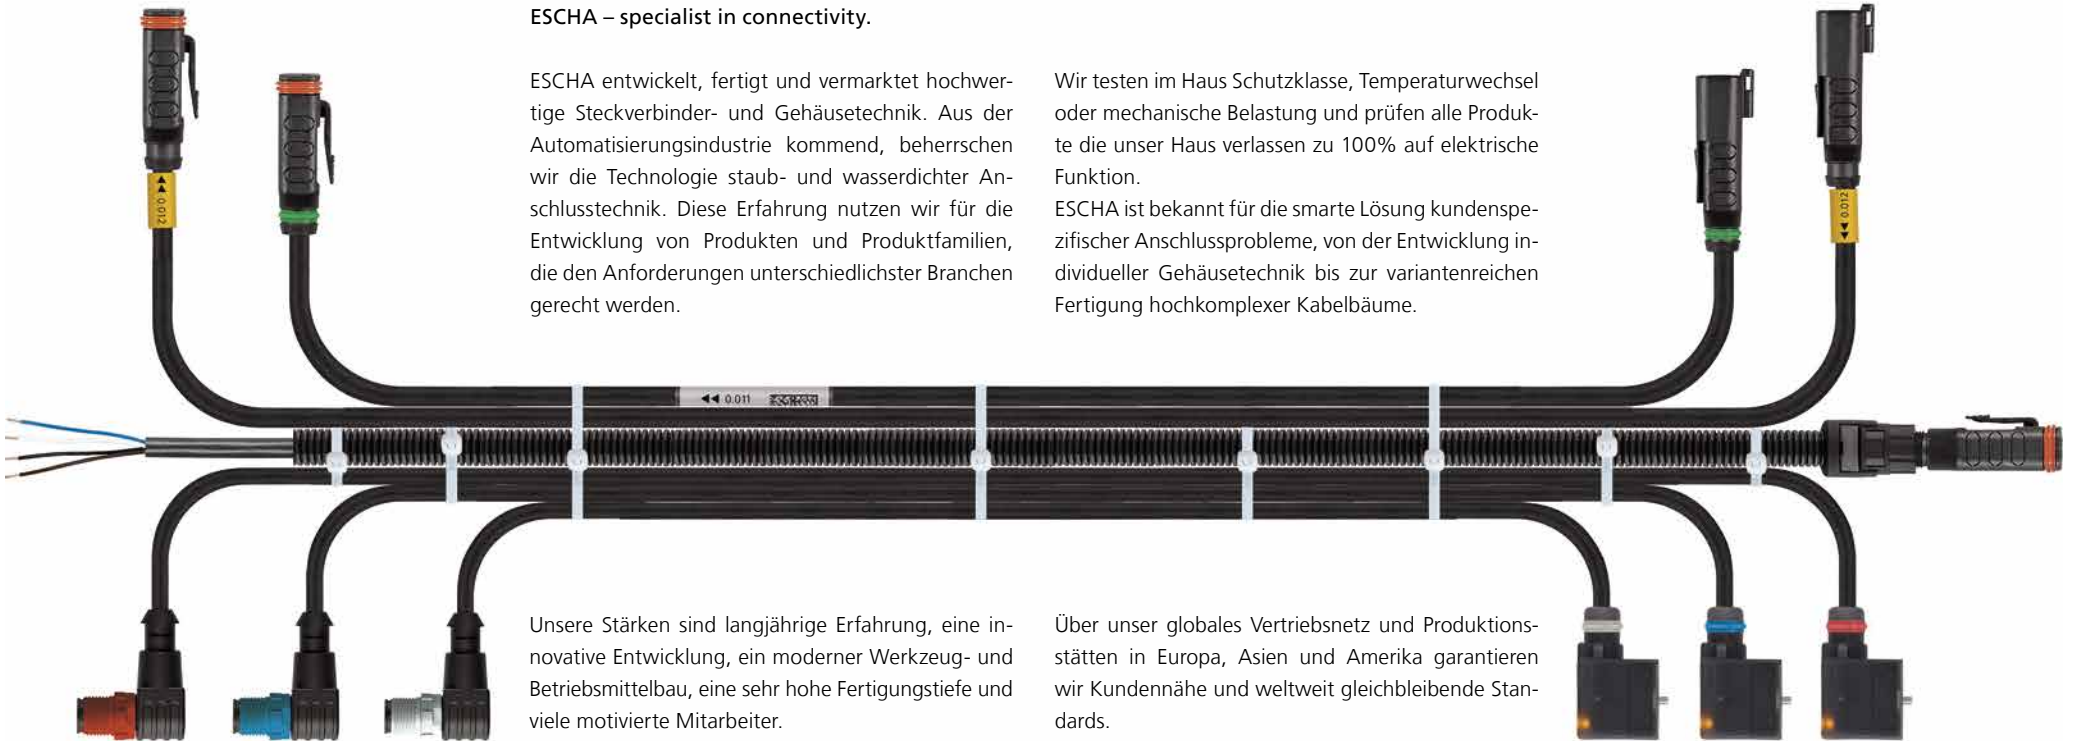 ESCHA – specialist in connectivity.
ESCHA entwickelt, fertigt und vermarktet hochwer-
tige Steckverbinder- und Gehäusetechnik. Aus der
Automatisierungsindustrie kommend, beherrschen
wir die Technologie staub- und wasserdichter An-
schlusstechnik. Diese Erfahrung nutzen wir für die
Entwicklung von Produkten und Produktfamilien,
die den Anforderungen unterschiedlichster Branchen
gerecht werden.
Wir testen im Haus Schutzklasse, Temperaturwechsel
oder mechanische Belastung und prüfen alle Produk-
te die unser Haus verlassen zu 100% auf elektrische
Funktion.
ESCHA ist bekannt für die smarte Lösung kundenspe-
zifischer Anschlussprobleme, von der Entwicklung in-
dividueller Gehäusetechnik bis zur variantenreichen
Fertigung hochkomplexer Kabelbäume.
0.012
0.012
0.011
Unsere Stärken sind langjährige Erfahrung, eine in-
novative Entwicklung, ein moderner Werkzeug- und
Betriebsmittelbau, eine sehr hohe Fertigungstiefe und
viele motivierte Mitarbeiter.
Über unser globales Vertriebsnetz und Produktions-
stätten in Europa, Asien und Amerika garantieren
wir Kundennähe und weltweit gleichbleibende Stan-
dards.